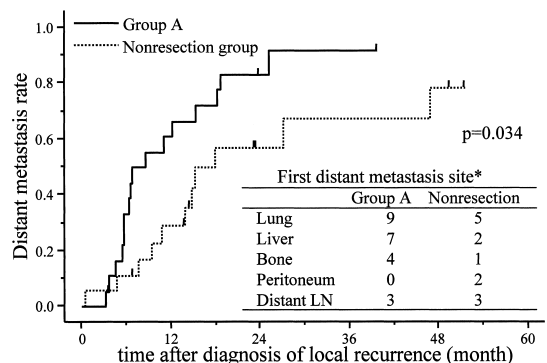 Group A
Nonresection group
Distant metastasis rate
1.0
0.8
0.6
0.4
0.2
0.0
p=0.034
First distant metastasis site*
Group A Nonresection
Lung 9 5
Liver 7 2
Bone 4 1
Peritoneum 0 2
Distant LN 3 3
0 12 24 36 48 60
time after diagnosis of local recurrence (month)